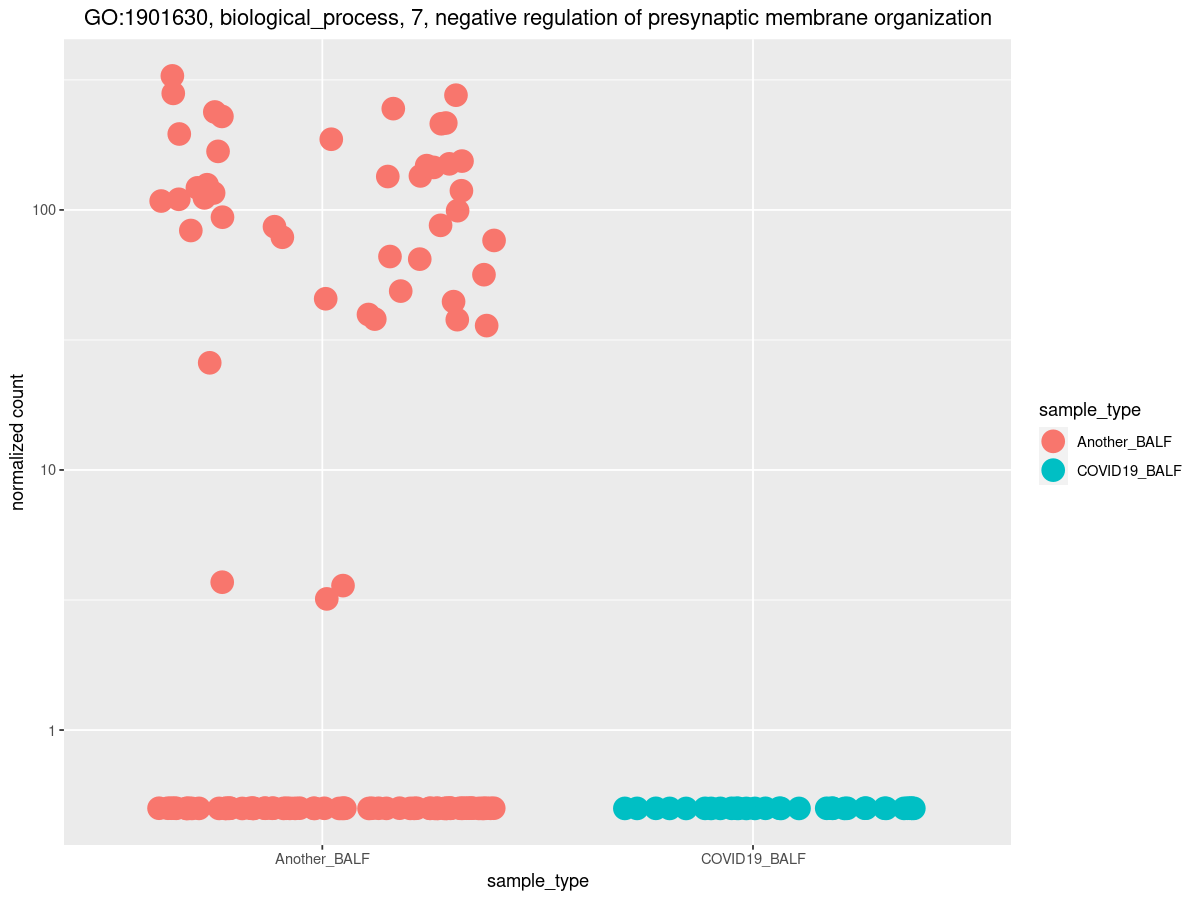 GO:1901630, biological_process, 7, negative regulation of presynaptic membrane organization
normalized count
100
10
1
Another_BALF
COVID19_BALF
sample_type
sample_type
Another_BALF
COVID19_BALF